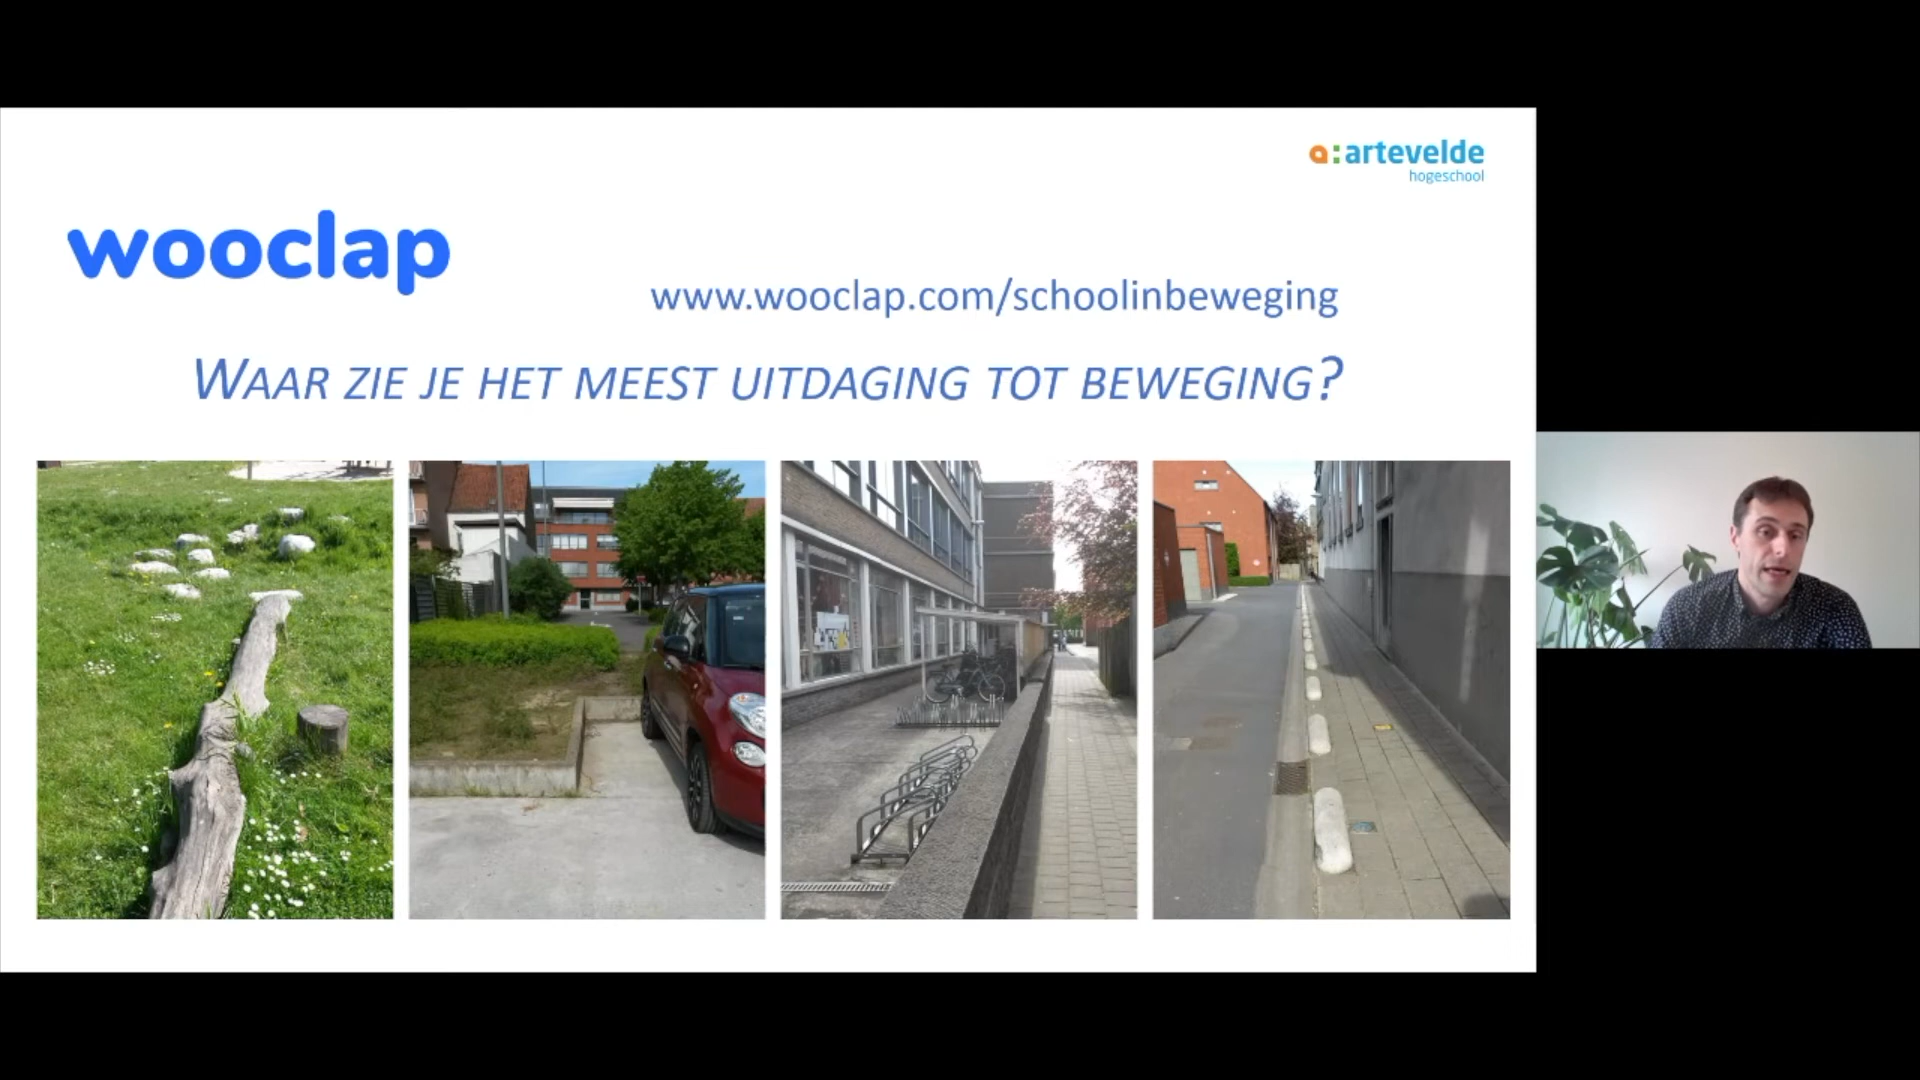 a:artevelde
hogeschool
wooclap
www.wooclap.com/schoolinbeweging
WAAR ZIE JE HET MEEST UITDAGING TOT BEWEGING?